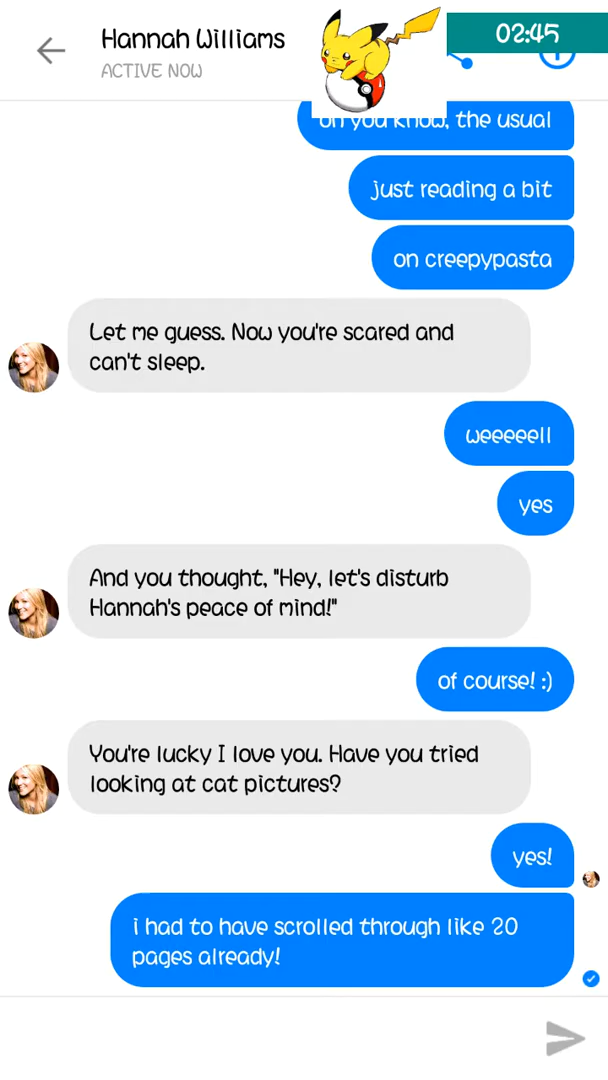 Hannah Williams
02:45
ACTIVE NOW
oh you know, the usual
just reading a bit
on creepypasta
Let me guess. Now you're scared and
can't sleep.
weeeeell
yes
And you thought, "Hey, let's disturb
Hannah's peace of mind!"
of course! :)
You're lucky I love you. Have you tried
looking at cat pictures?
yes!
i had to have scrolled through like 20
pages already!